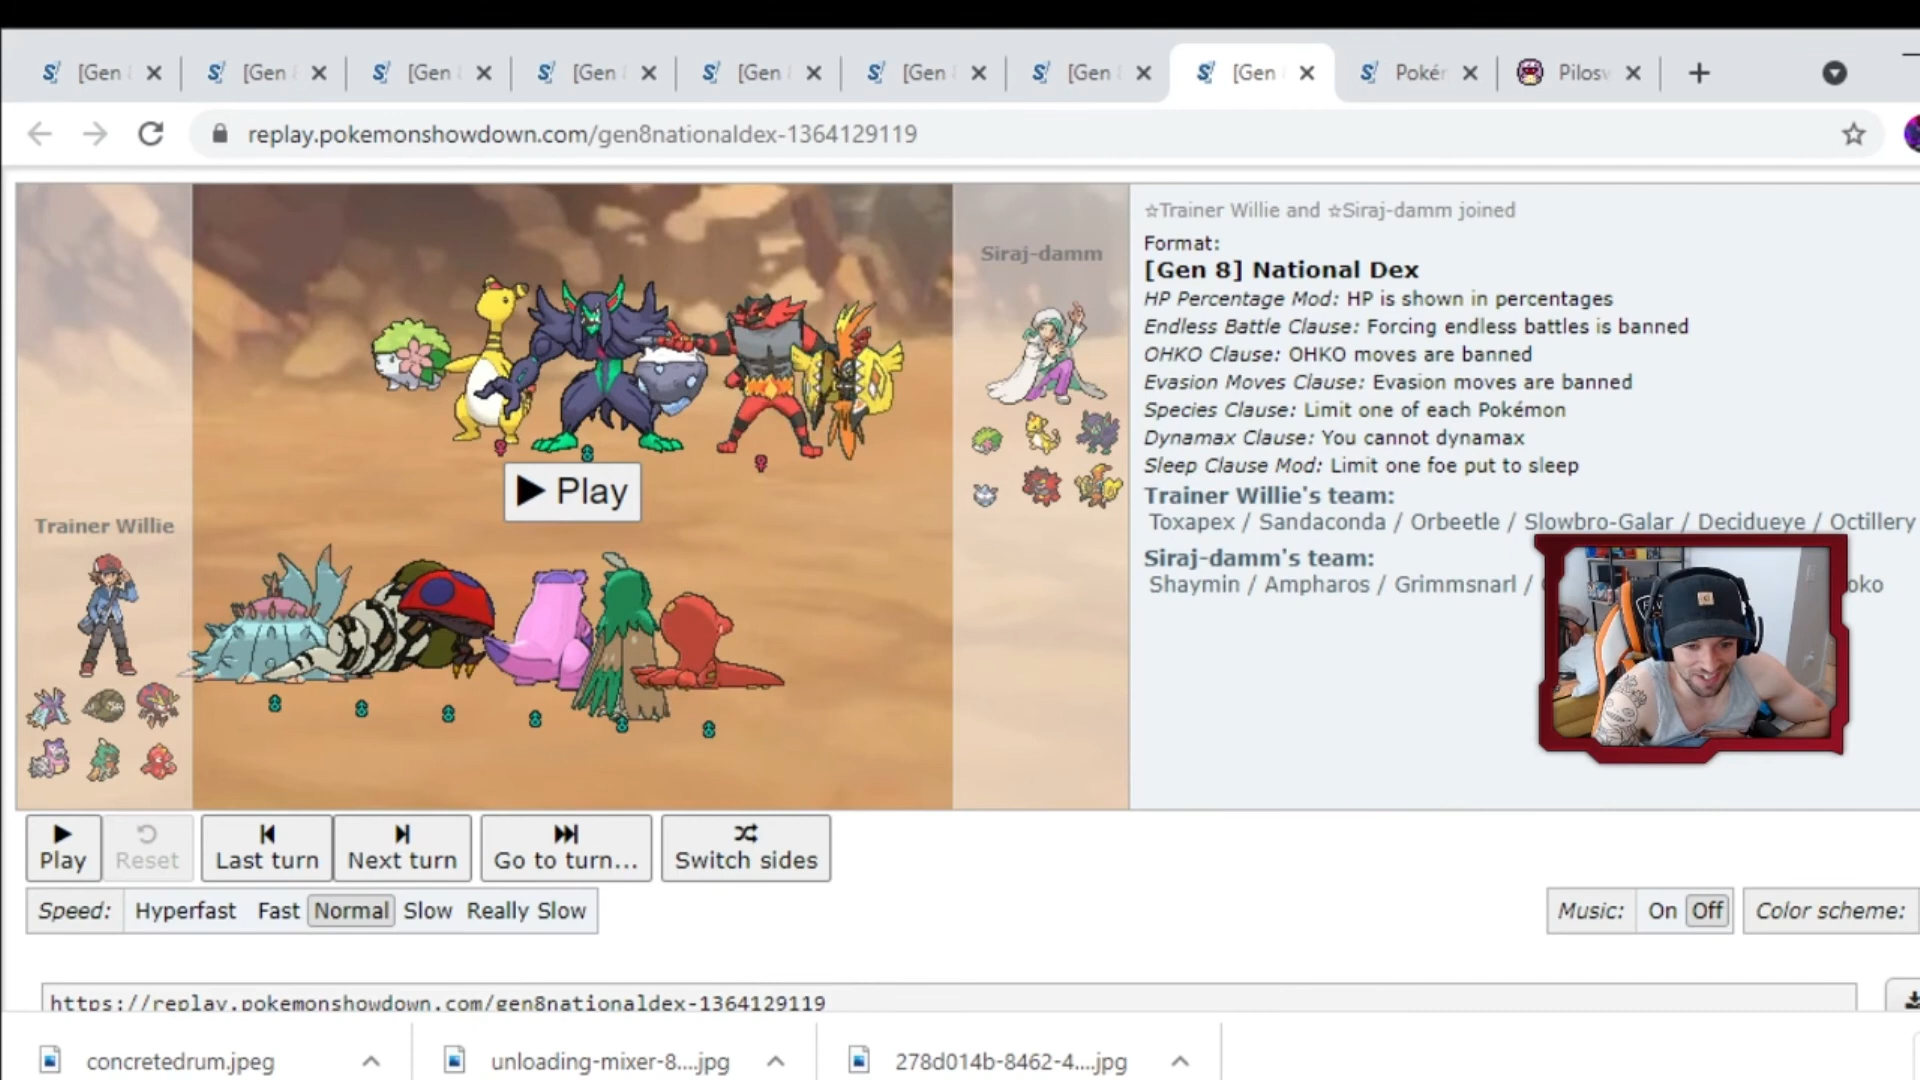 [Gen
[Gen
[Gen
[Gen
[Gen
[Gen
[Gen
[Gen
Pokér
Pilosv
replay.pokemonshowdown.com/gen8nationaldex-1364129119
☆Trainer Willie and ☆Siraj-damm joined
Format:
[Gen 8] National Dex
HP Percentage Mod: HP is shown in percentages
Endless Battle Clause: Forcing endless battles is banned
OHKO Clause: OHKO moves are banned
Evasion Moves Clause: Evasion moves are banned
Species Clause: Limit one of each Pokémon
Dynamax Clause: You cannot dynamax
Sleep Clause Mod: Limit one foe put to sleep
Trainer Willie's team:
Toxapex / Sandaconda / Orbeetle / Slowbro-Galar / Decidueye / Octillery
Siraj-damm's team:
Shaymin / Ampharos / Grimmsnarl / oko
Siraj-damm
Play
Trainer Willie
Play
Reset
Last turn
Next turn
Go to turn...
Switch sides
Speed: Hyperfast Fast Normal Slow Really Slow
Music: On Off
Color scheme:
https://replay.pokemonshowdown.com/gen8nationaldex-1364129119
concretedrum.jpeg
unloading-mixer-8....jpg
278d014b-8462-4....jpg